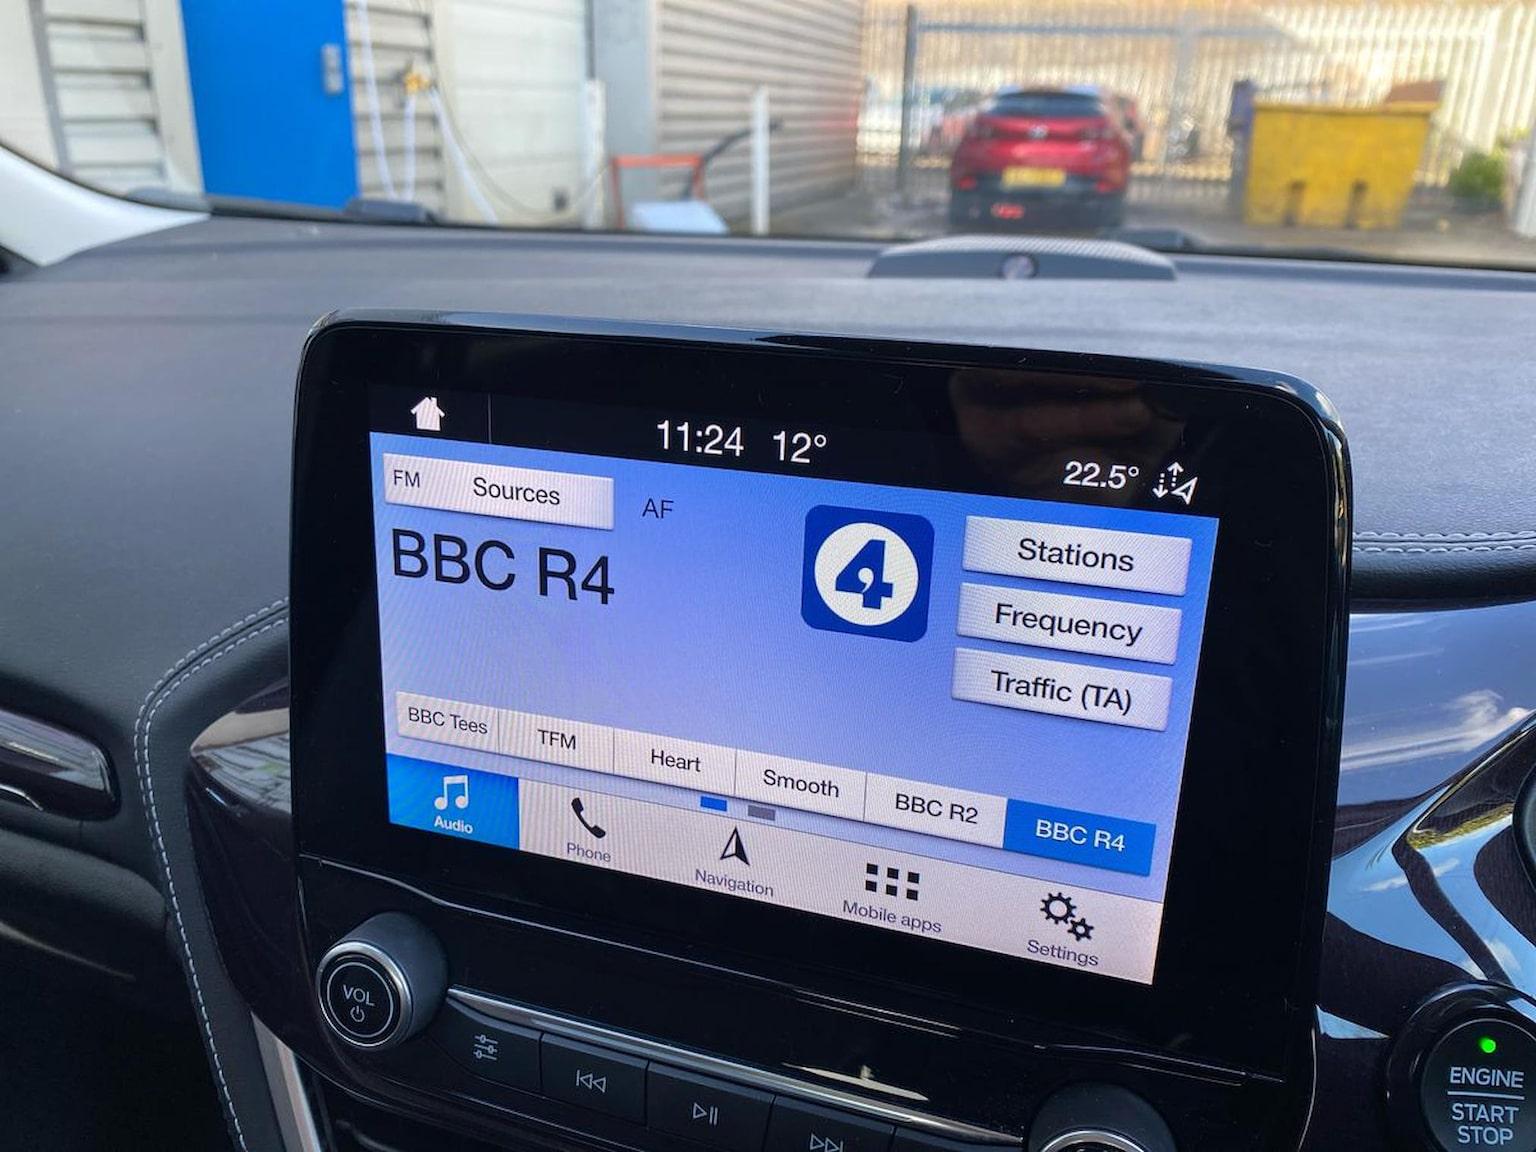 11:24 12°
22.5°
FM Sources
AF
BBC R4
4
Stations
Frequency
Traffic (TA)
BBC Tees
TFM
Heart
Smooth
BBC R2
BBC R4
Audio
Phone
Navigation
Mobile apps
Settings
VOL
ENGINE
START
STOP